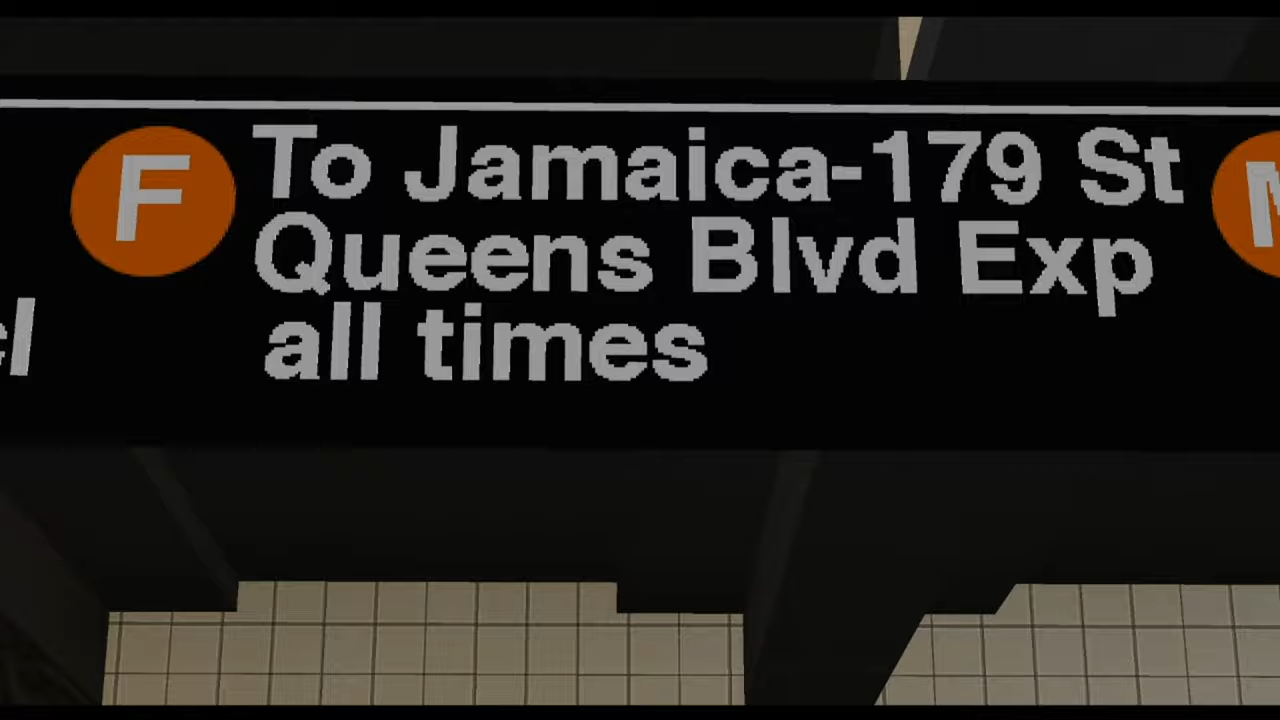 F
To Jamaica-179 St
Queens Blvd Exp
all times
M